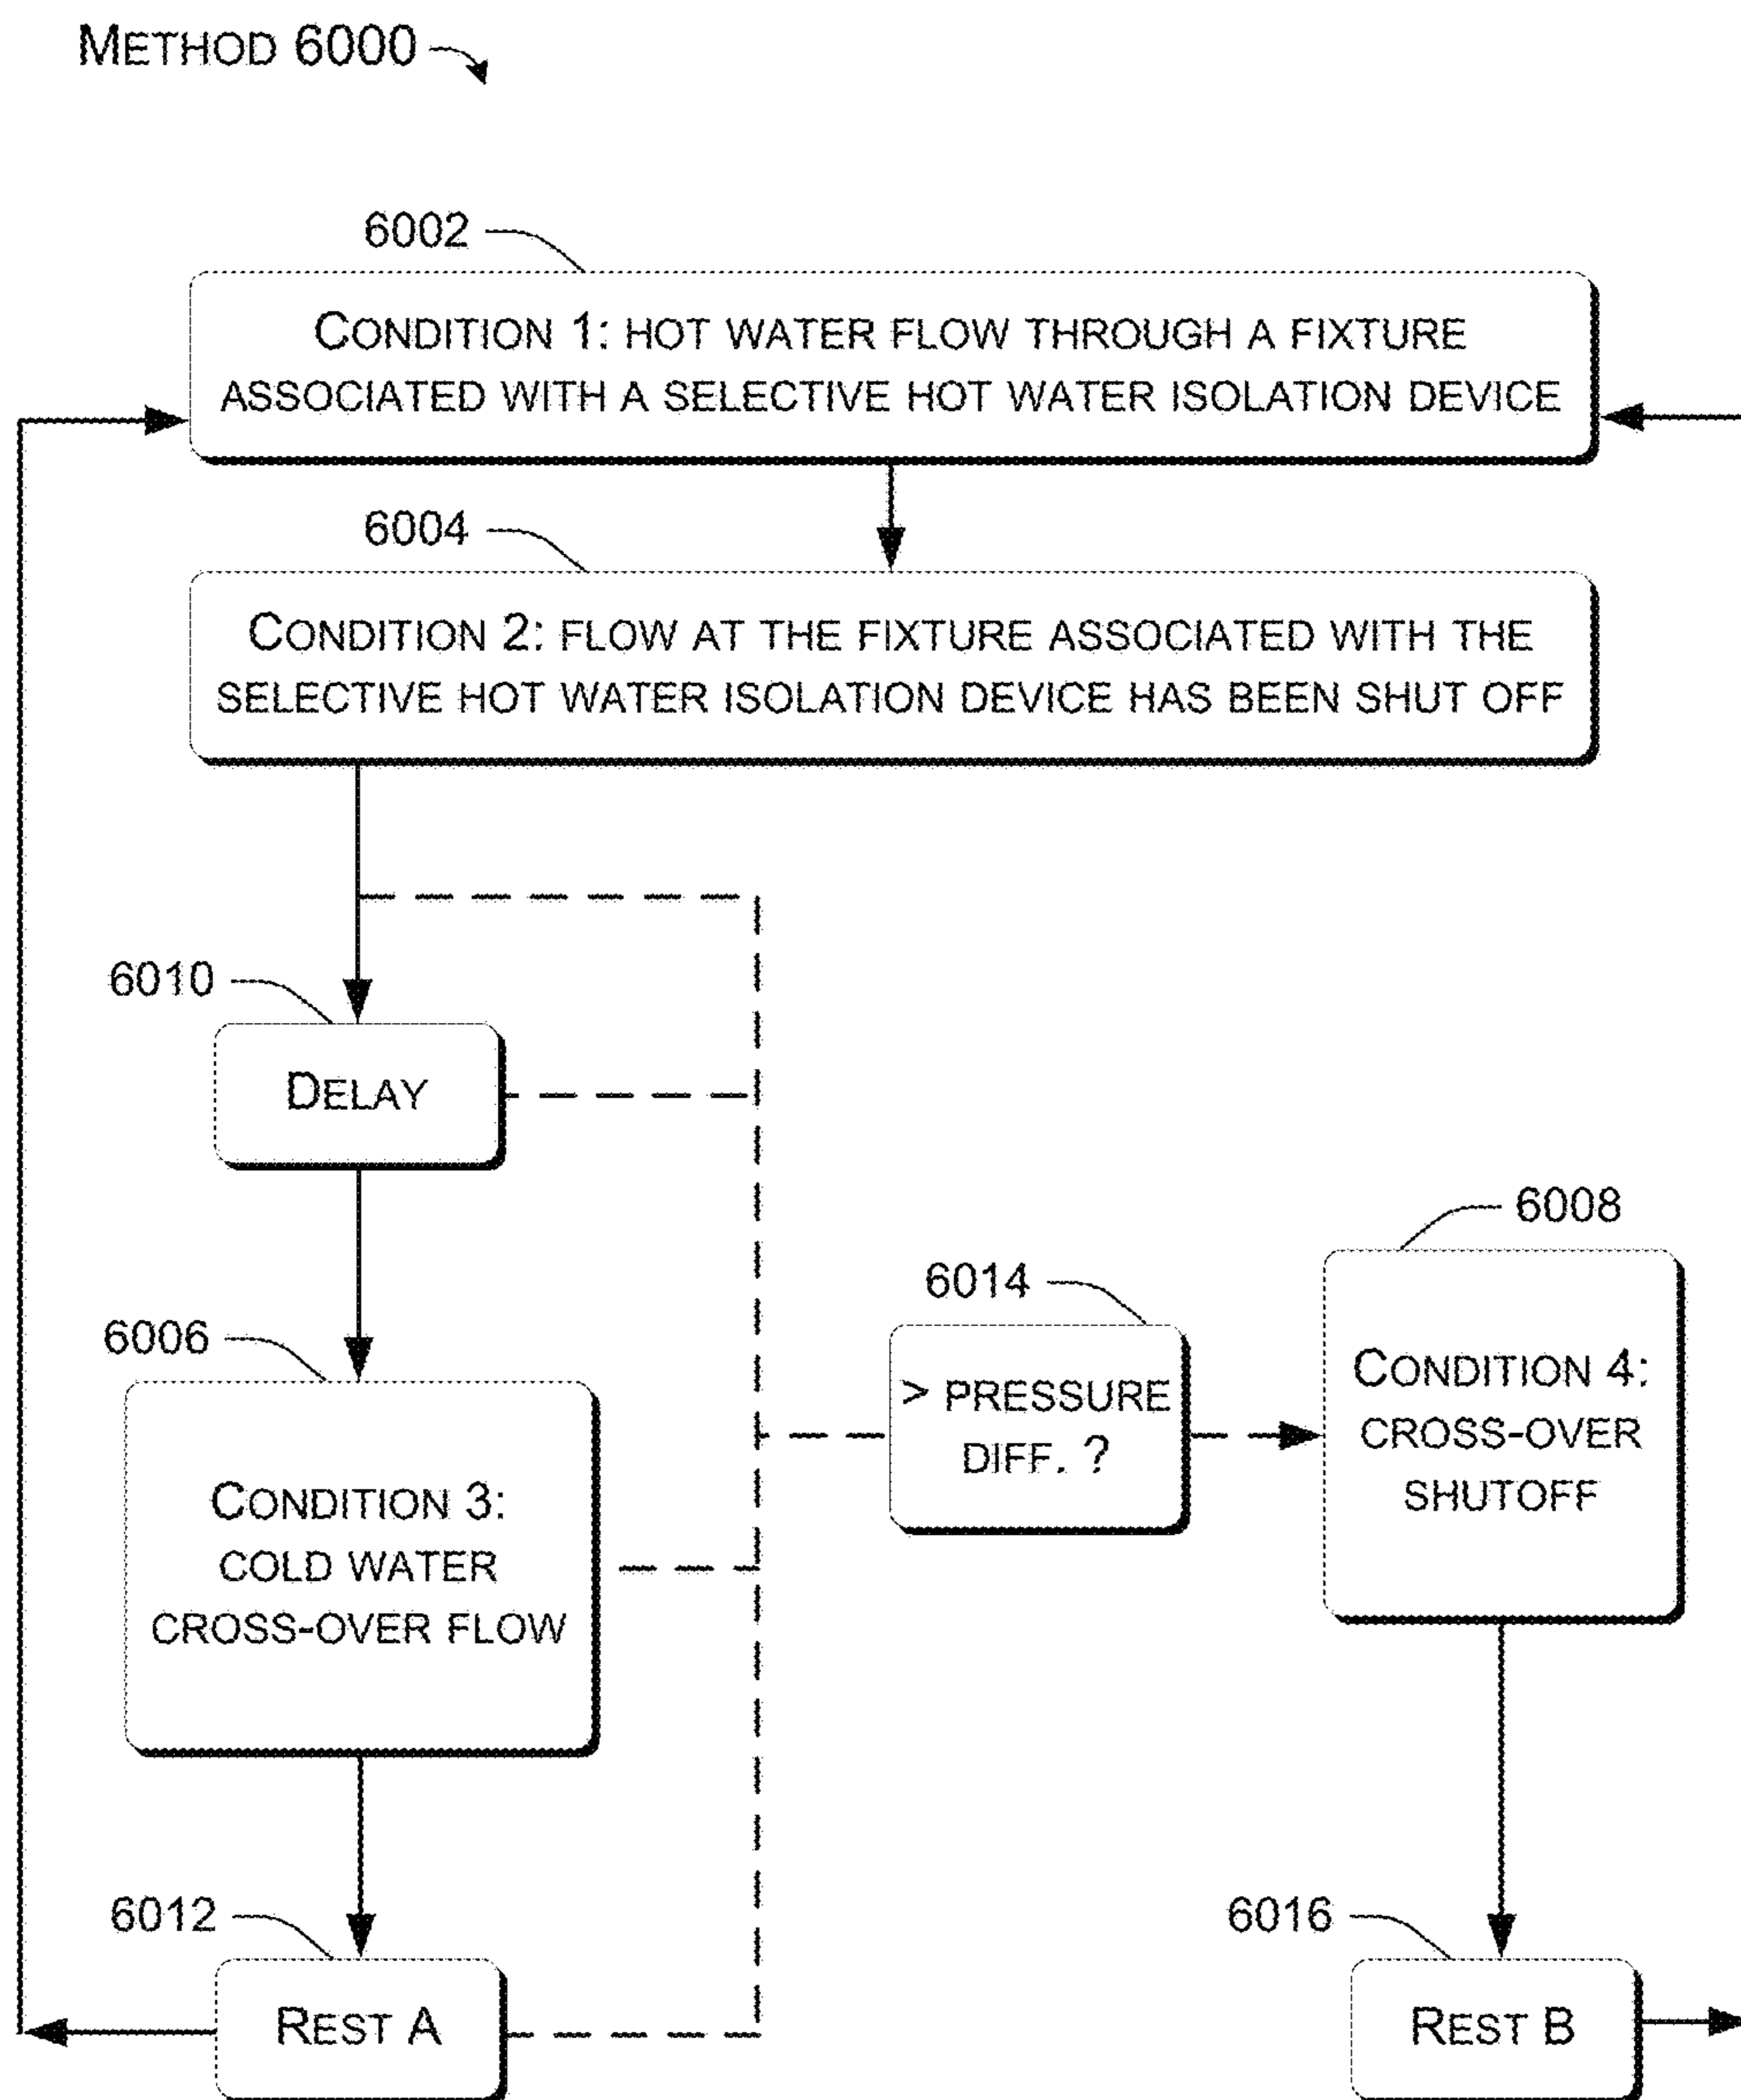 METHOD 6000
6002
CONDITION 1: HOT WATER FLOW THROUGH A FIXTURE
ASSOCIATED WITH A SELECTIVE HOT WATER ISOLATION DEVICE
6004
CONDITION 2: FLOW AT THE FIXTURE ASSOCIATED WITH THE
SELECTIVE HOT WATER ISOLATION DEVICE HAS BEEN SHUT OFF
6010
DELAY
6006
CONDITION 3:
COLD WATER
CROSS-OVER FLOW
6014
> PRESSURE
DIFF. ?
6008
CONDITION 4:
CROSS-OVER
SHUTOFF
6012
REST A
6016
REST B